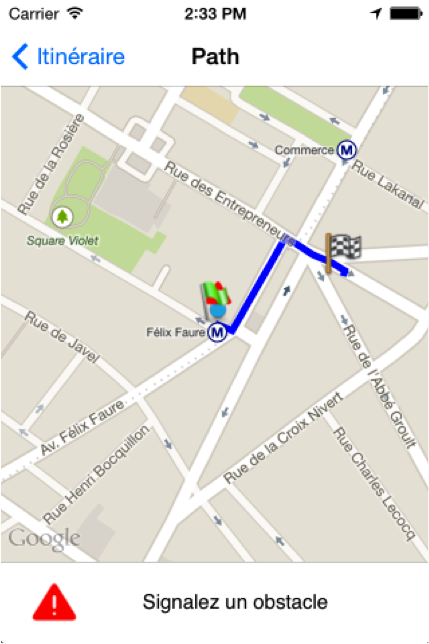 Carrier 2:33 PM
Itinéraire Path
Rue de la Rosière
Commerce M
Rue Lakanal
Rue des Entrepreneurs
Square Violet
Félix Faure M
Rue de Javel
Rue de l'Abbé Groult
Av. Félix Faure
Rue de la Croix Nivert
Rue Henri Bocquillon
Rue Charles Lecocq
Google
Signalez un obstacle